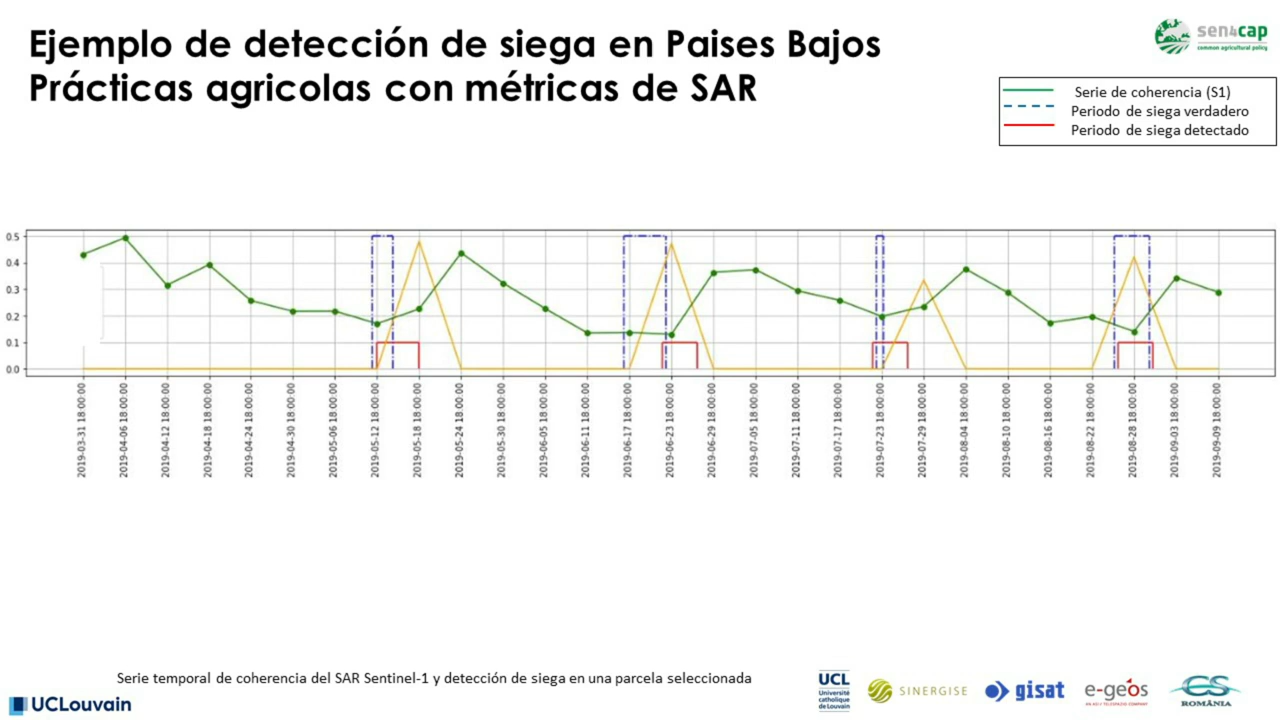 Ejemplo de detección de siega en Paises Bajos
Prácticas agricolas con métricas de SAR
sen4cap
common agricultural policy
Serie de coherencia (S1)
Periodo de siega verdadero
Periodo de siega detectado
0.5
0.4
0.3
0.2
0.1
0.0
2019-03-31 18:00:00
2019-04-06 18:00:00
2019-04-12 18:00:00
2019-04-18 18:00:00
2019-04-24 18:00:00
2019-04-30 18:00:00
2019-05-06 18:00:00
2019-05-12 18:00:00
2019-05-18 18:00:00
2019-05-24 18:00:00
2019-05-30 18:00:00
2019-06-05 18:00:00
2019-06-11 18:00:00
2019-06-17 18:00:00
2019-06-23 18:00:00
2019-06-29 18:00:00
2019-07-05 18:00:00
2019-07-11 18:00:00
2019-07-17 18:00:00
2019-07-23 18:00:00
2019-07-29 18:00:00
2019-08-04 18:00:00
2019-08-10 18:00:00
2019-08-16 18:00:00
2019-08-22 18:00:00
2019-08-28 18:00:00
2019-09-03 18:00:00
2019-09-09 18:00:00
Serie temporal de coherencia del SAR Sentinel-1 y detección de siega en una parcela seleccionada
UCLouvain
UCL
Université
catholique
de Louvain
SINERGISE
gisat
e-geos
AN ASI / TELESPAZIO COMPANY
CS
ROMÂNIA